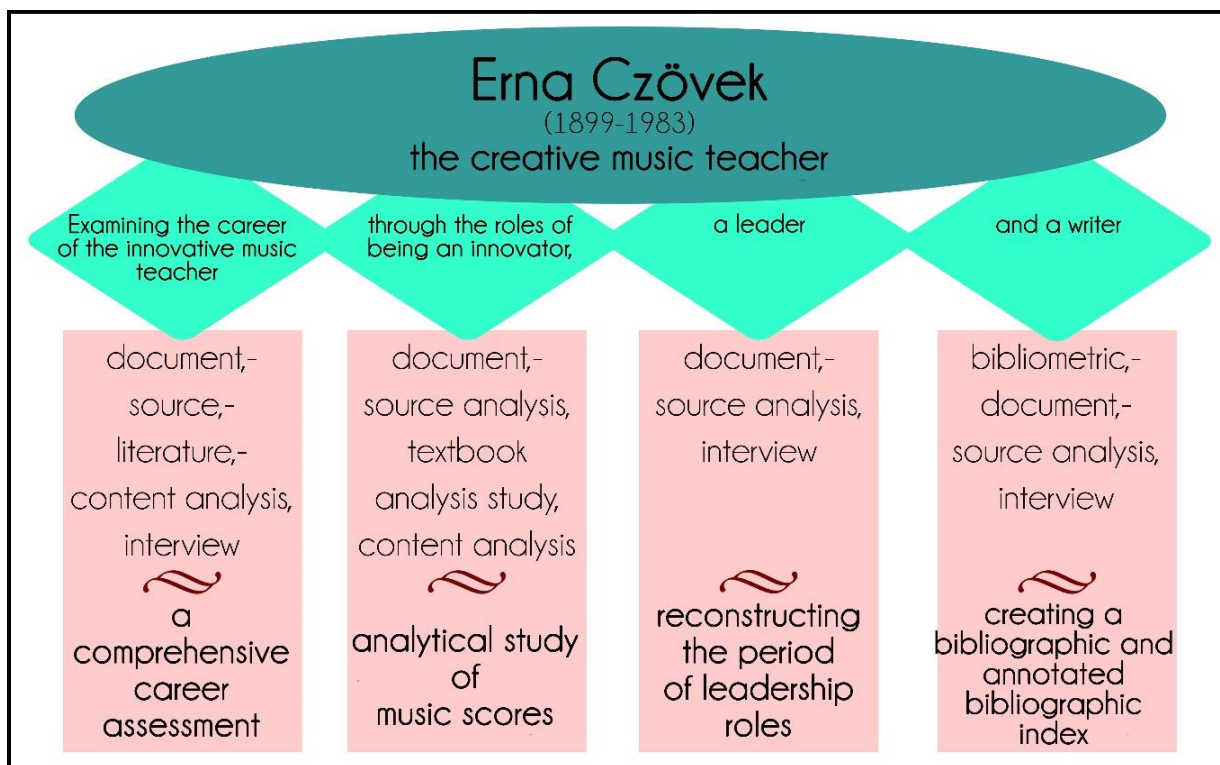 Erna Czövek
(1899-1983)
the creative music teacher
Examining the career
of the innovative music
teacher
through the roles of
being an innovator,
a leader
and a writer
document,-
source,-
literature,-
content analysis,
interview
a
comprehensive
career
assessment
document,-
source analysis,
textbook
analysis study,
content analysis
analytical study
of
music scores
document,-
source analysis,
interview
reconstructing
the period
of leadership
roles
bibliometric,-
document,-
source analysis,
interview
creating a
bibliographic and
annotated
bibliographic
index